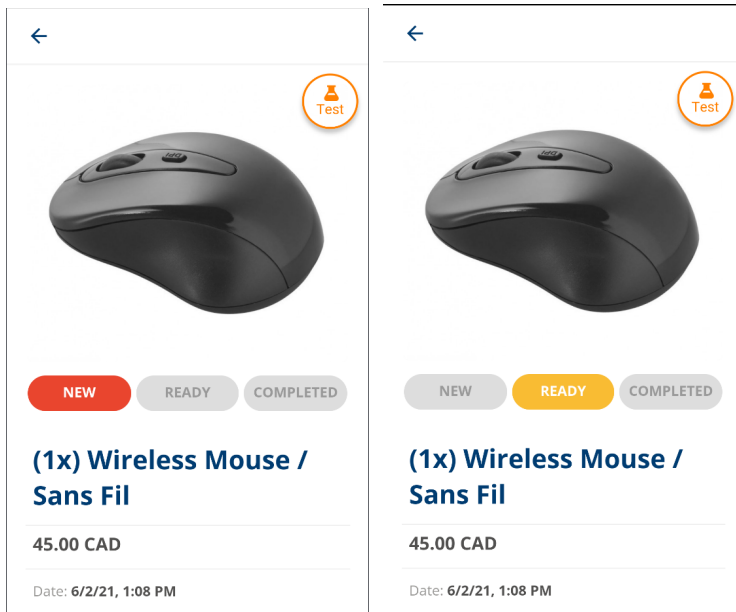 Test
DPI
NEW READY COMPLETED
(1x) Wireless Mouse /
Sans Fil
45.00 CAD
Date: 6/2/21, 1:08 PM
Test
DPI
NEW READY COMPLETED
(1x) Wireless Mouse /
Sans Fil
45.00 CAD
Date: 6/2/21, 1:08 PM